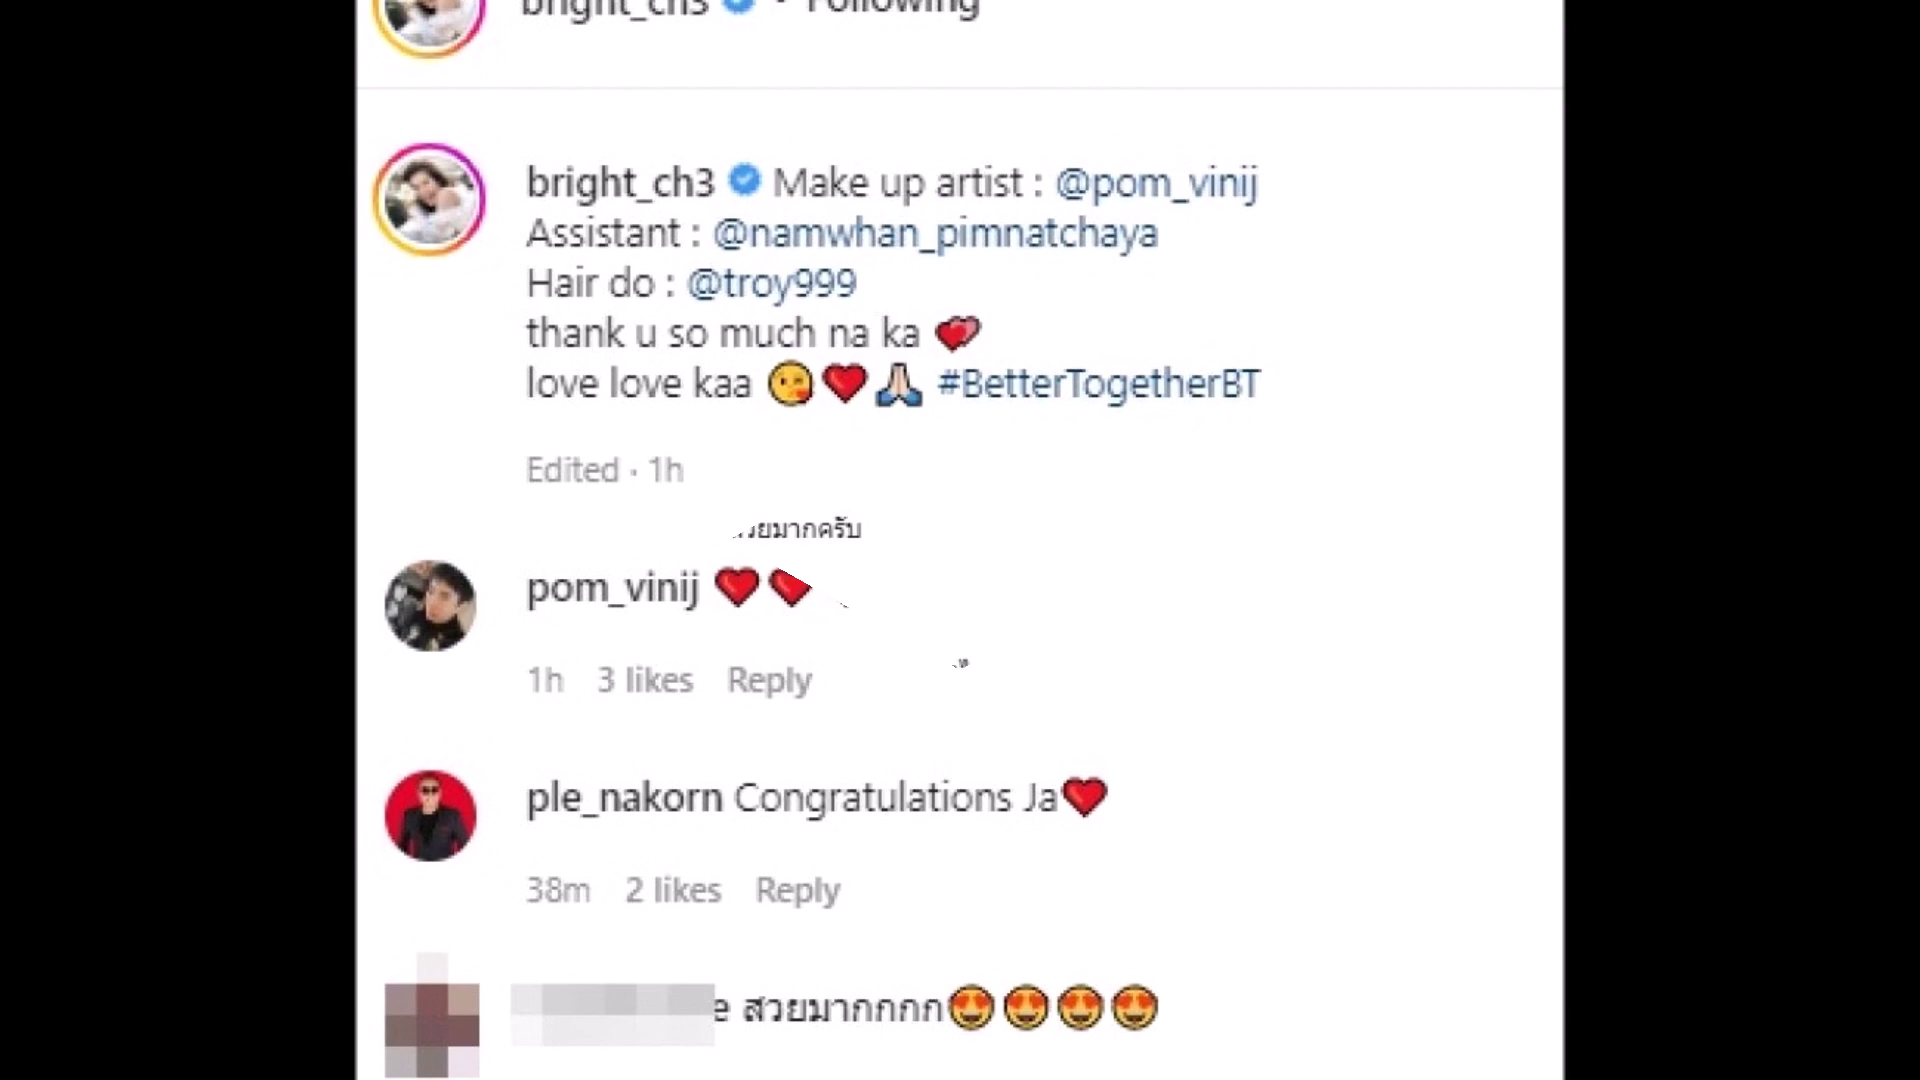 bright_ch3 • Following
bright_ch3 Make up artist : @pom_vinij
Assistant : @namwhan_pimnatchaya
Hair do : @troy999
thank u so much na ka 💕
love love kaa 😘❤️🙏🏻 #BetterTogetherBT
Edited · 1h
สวยมากครับ
pom_vinij ❤️❤️
1h 3 likes Reply
ple_nakorn Congratulations Ja❤️
38m 2 likes Reply
e สวยมากกกก😍😍😍😍